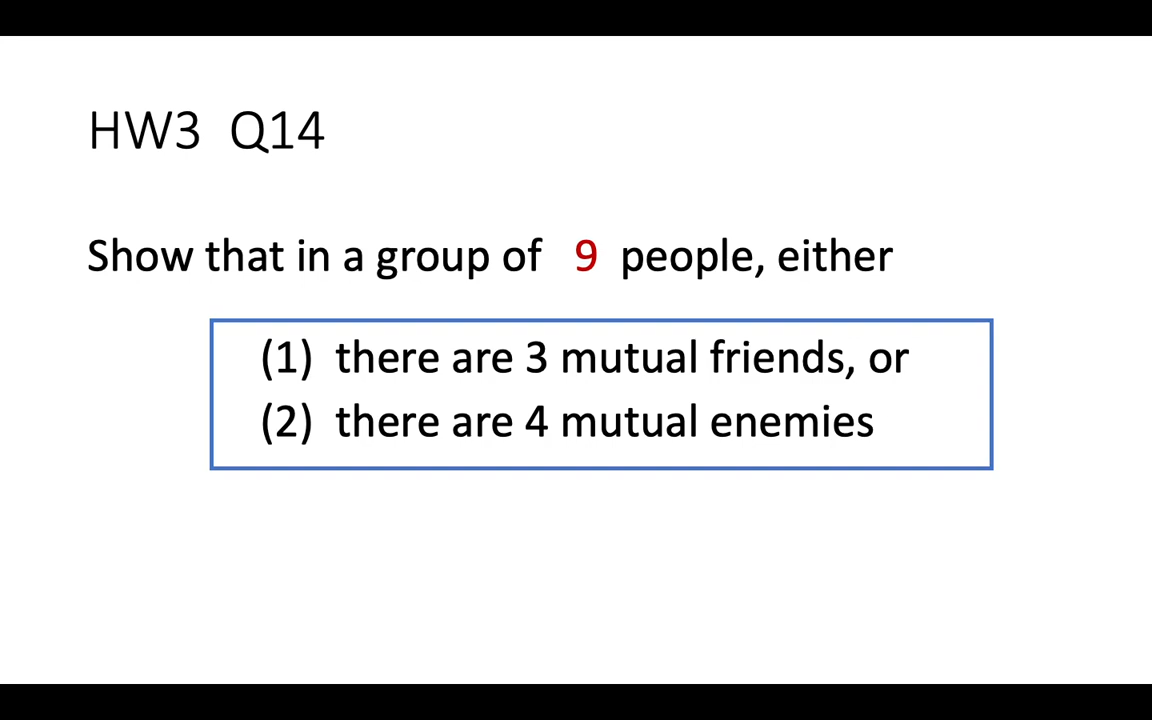 HW3 Q14
Show that in a group of 9 people, either
(1) there are 3 mutual friends, or
(2) there are 4 mutual enemies